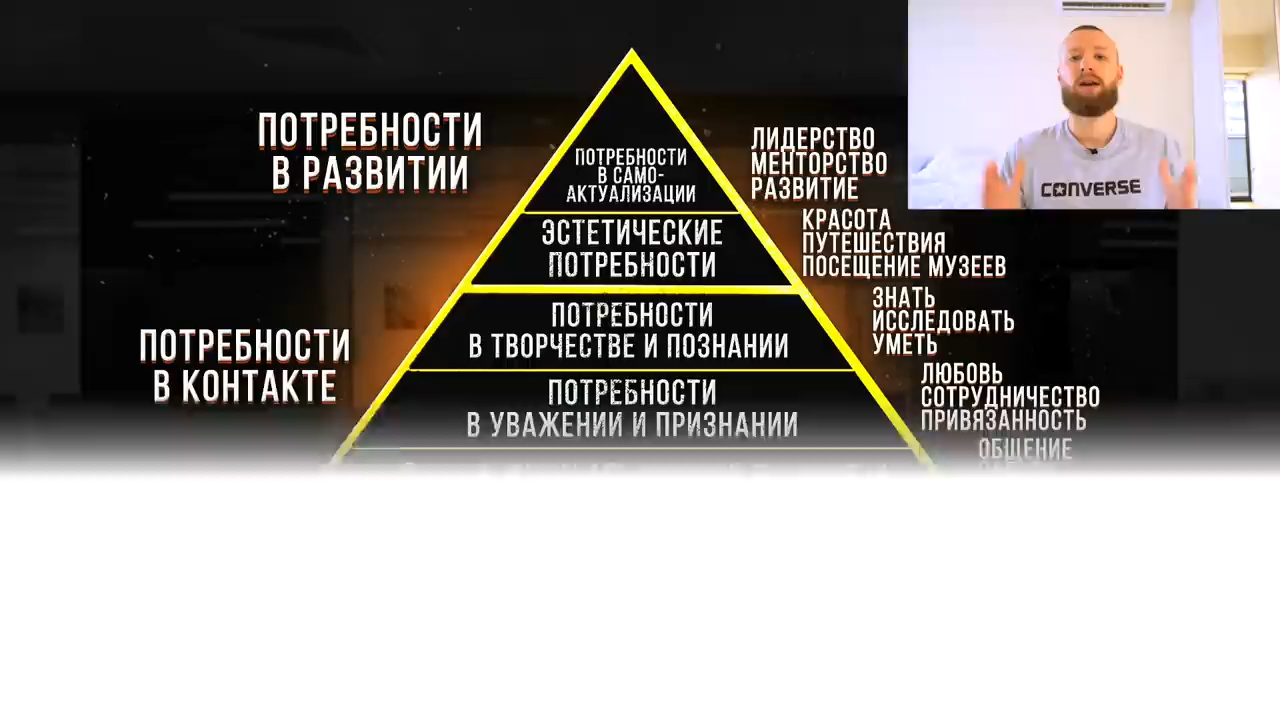 ПОТРЕБНОСТИ
В РАЗВИТИИ
ПОТРЕБНОСТИ
В САМО-
АКТУАЛИЗАЦИИ
ЛИДЕРСТВО
МЕНТОРСТВО
РАЗВИТИЕ
CONVERSE
ЭСТЕТИЧЕСКИЕ
ПОТРЕБНОСТИ
КРАСОТА
ПУТЕШЕСТВИЯ
ПОСЕЩЕНИЕ МУЗЕЕВ
ПОТРЕБНОСТИ
В КОНТАКТЕ
ПОТРЕБНОСТИ
В ТВОРЧЕСТВЕ И ПОЗНАНИИ
ЗНАТЬ
ИССЛЕДОВАТЬ
УМЕТЬ
ПОТРЕБНОСТИ
В УВАЖЕНИИ И ПРИЗНАНИИ
ЛЮБОВЬ
СОТРУДНИЧЕСТВО
ПРИВЯЗАННОСТЬ
ОБЩЕНИЕ